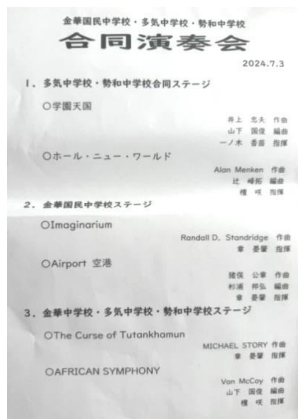 金華国民中学校・多気中学校・勢和中学校
合同演奏会
2024.7.3
1. 多気中学校・勢和中学校合同ステージ
○学園天国
井上 忠夫 作曲
山下 国俊 編曲
一ノ木 香苗 指揮
○ホール・ニュー・ワールド
Alan Menken 作曲
辻 峰拓 編曲
指揮
2. 金華国民中学校ステージ
○Imaginarium
Randall D. Standridge 作曲
指揮
○Airport 空港
猪俣 公章 作曲
杉浦 邦弘 編曲
指揮
3. 金華中学校・多気中学校・勢和中学校ステージ
○The Curse of Tutankhamun
MICHAEL STORY 作曲
指揮
○AFRICAN SYMPHONY
Van McCoy 作曲
山下 国俊 編曲
指揮